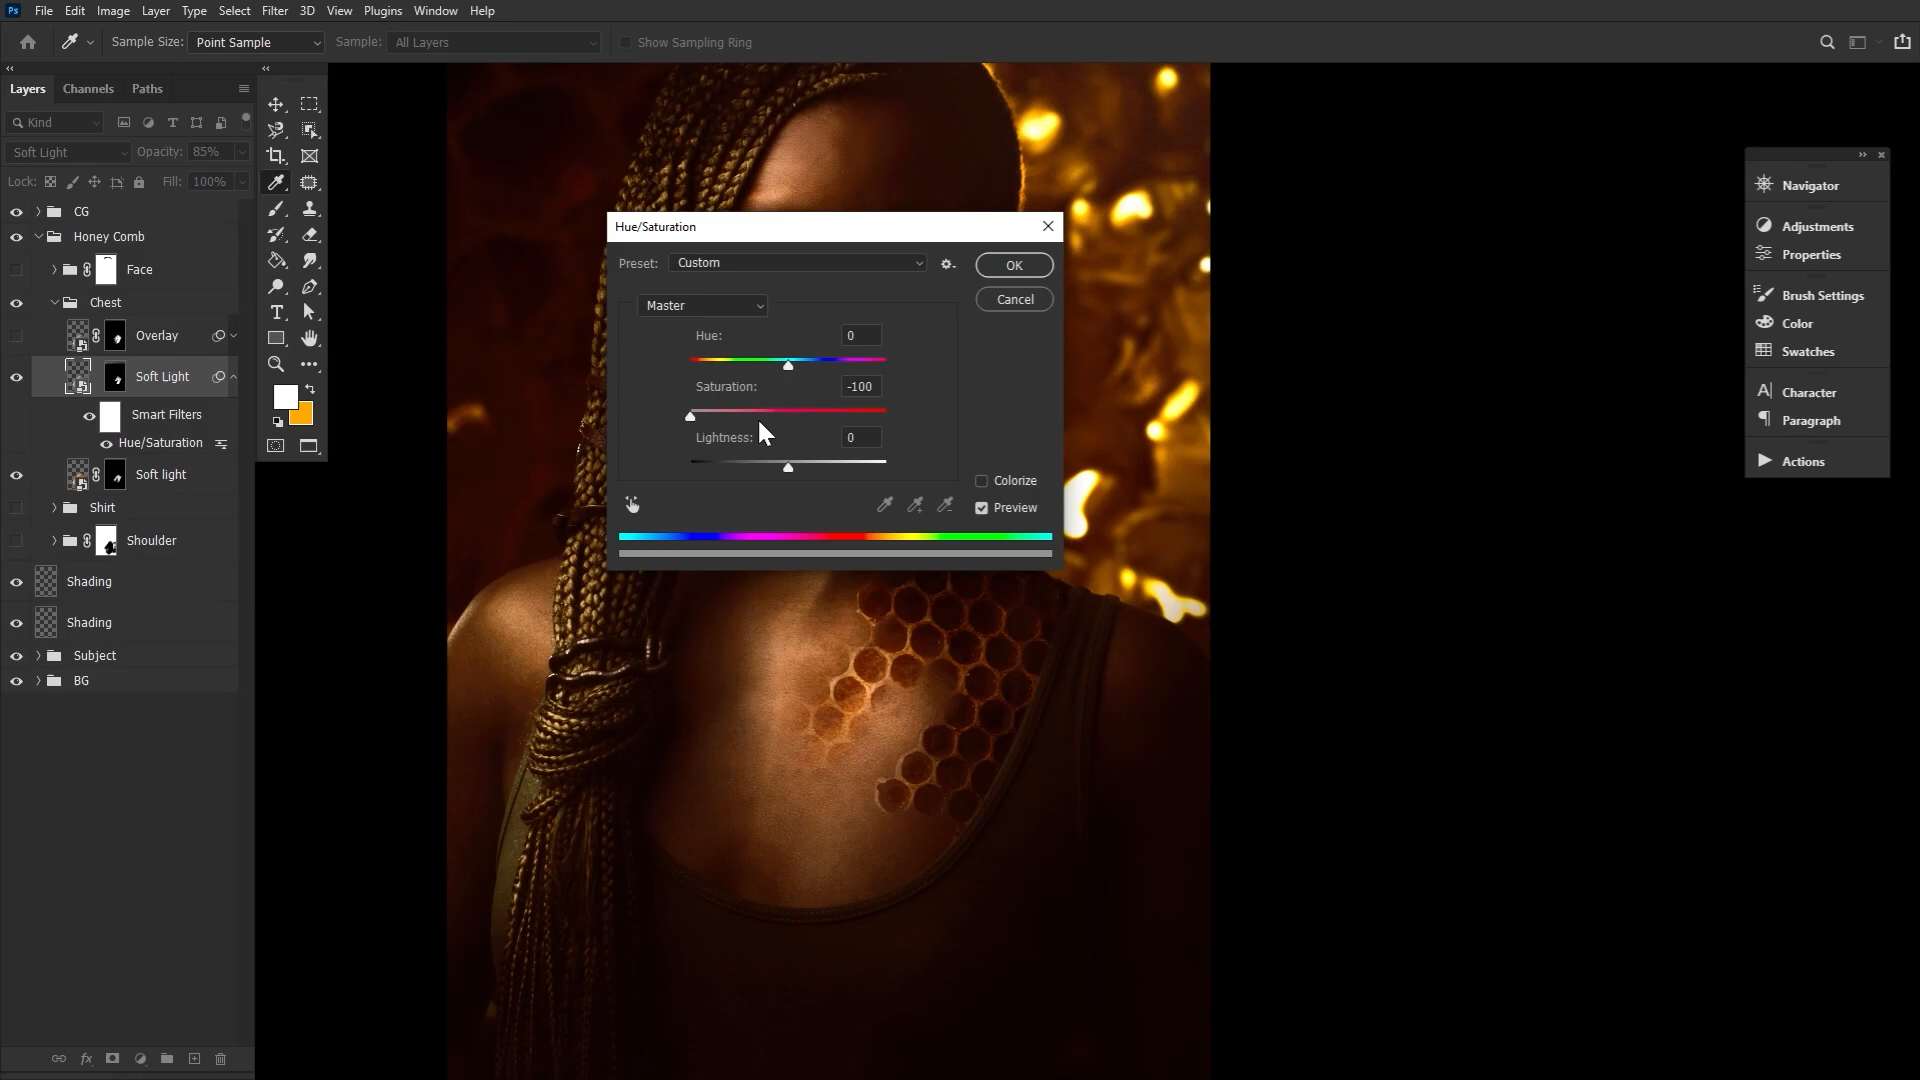 Ps File Edit Image Layer Type Select Filter 3D View Plugins Window Help
Sample Size: Point Sample Sample: All Layers Show Sampling Ring
Layers Channels Paths
Kind
Soft Light Opacity: 85%
Lock: Fill: 100%
CG
Honey Comb
Face
Chest
Overlay
Soft Light
Smart Filters
Hue/Saturation
Soft light
Shirt
Shoulder
Shading
Shading
Subject
BG
fx
Hue/Saturation
Preset: Custom
OK
Cancel
Master
Hue: 0
Saturation: -100
Lightness: 0
Colorize
Preview
Navigator
Adjustments
Properties
Brush Settings
Color
Swatches
Character
Paragraph
Actions